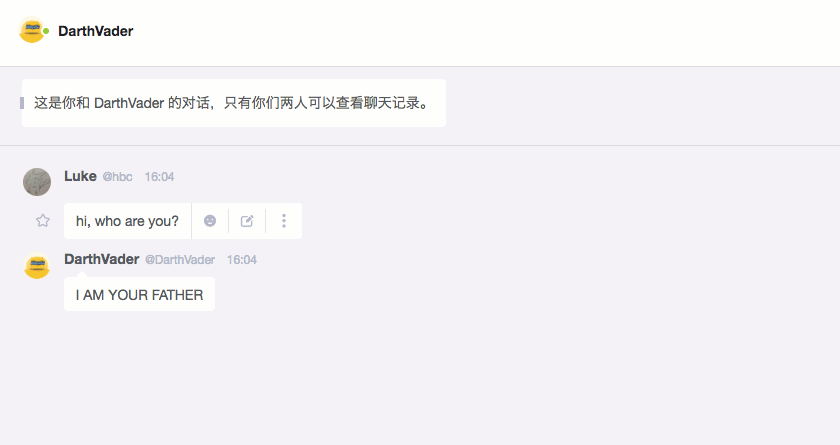 DarthVader
这是你和 DarthVader 的对话，只有你们两人可以查看聊天记录。
Luke @hbc 16:04
hi, who are you?
DarthVader @DarthVader 16:04
I AM YOUR FATHER